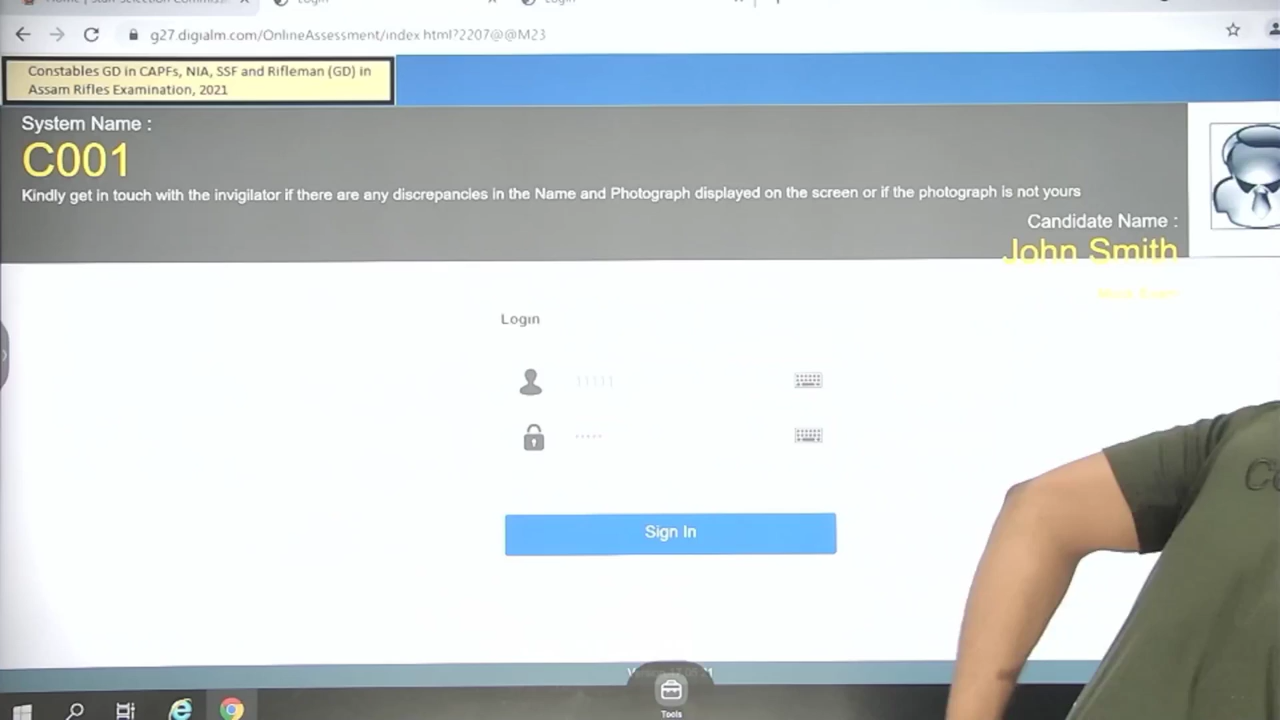 Login
Login
g27.digialm.com/OnlineAssessment/index.html?2207@@M23
Constables GD in CAPFs, NIA, SSF and Rifleman (GD) in
Assam Rifles Examination, 2021
System Name :
C001
Kindly get in touch with the invigilator if there are any discrepancies in the Name and Photograph displayed on the screen or if the photograph is not yours
Candidate Name :
John Smith
Login
11111
•••••
Sign In
Tools